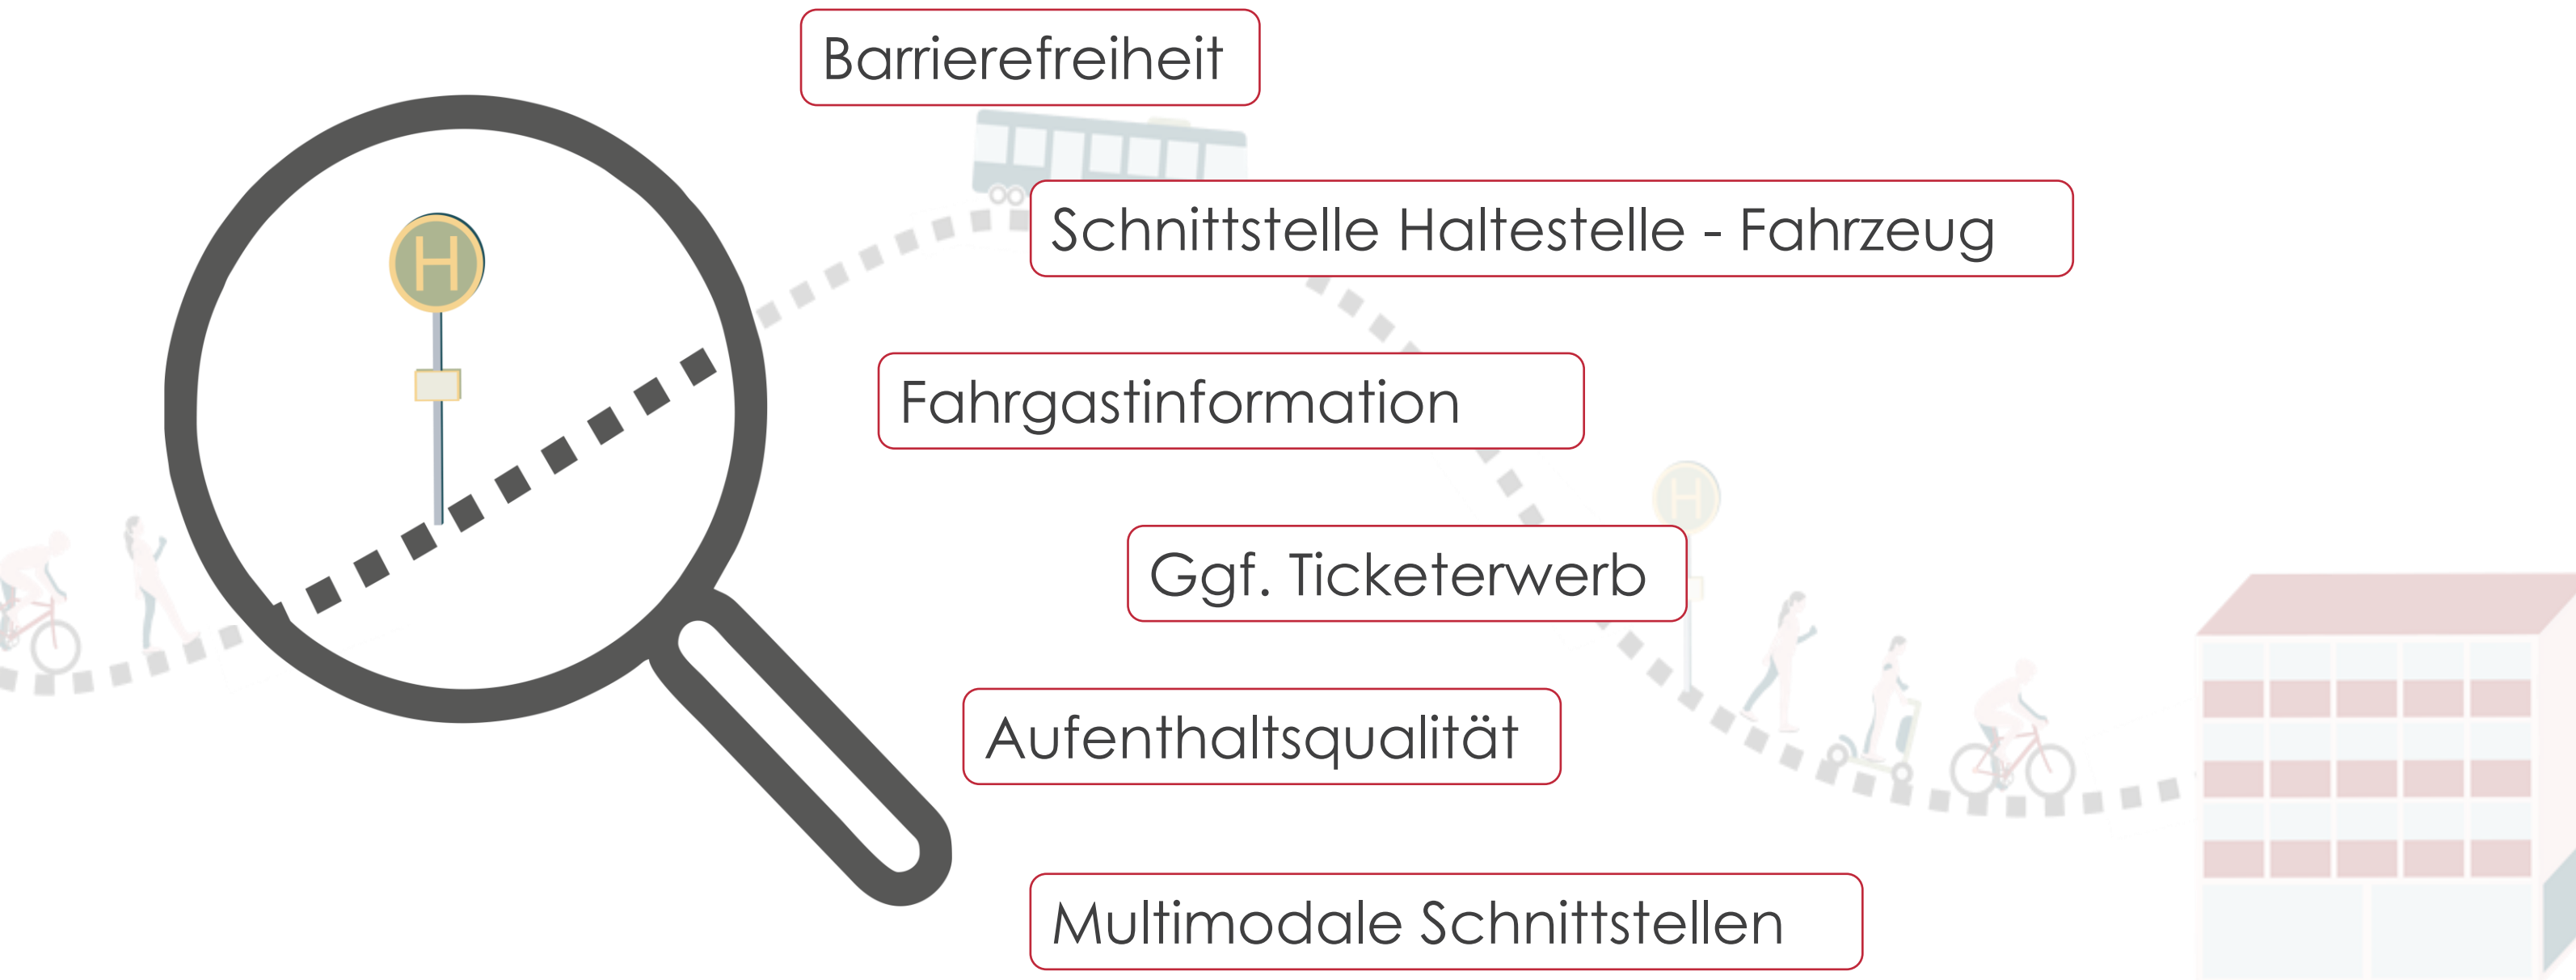 Barrierefreiheit
Schnittstelle Haltestelle - Fahrzeug
H
Fahrgastinformation
H
Ggf. Ticketerwerb
Aufenthaltsqualität
Multimodale Schnittstellen